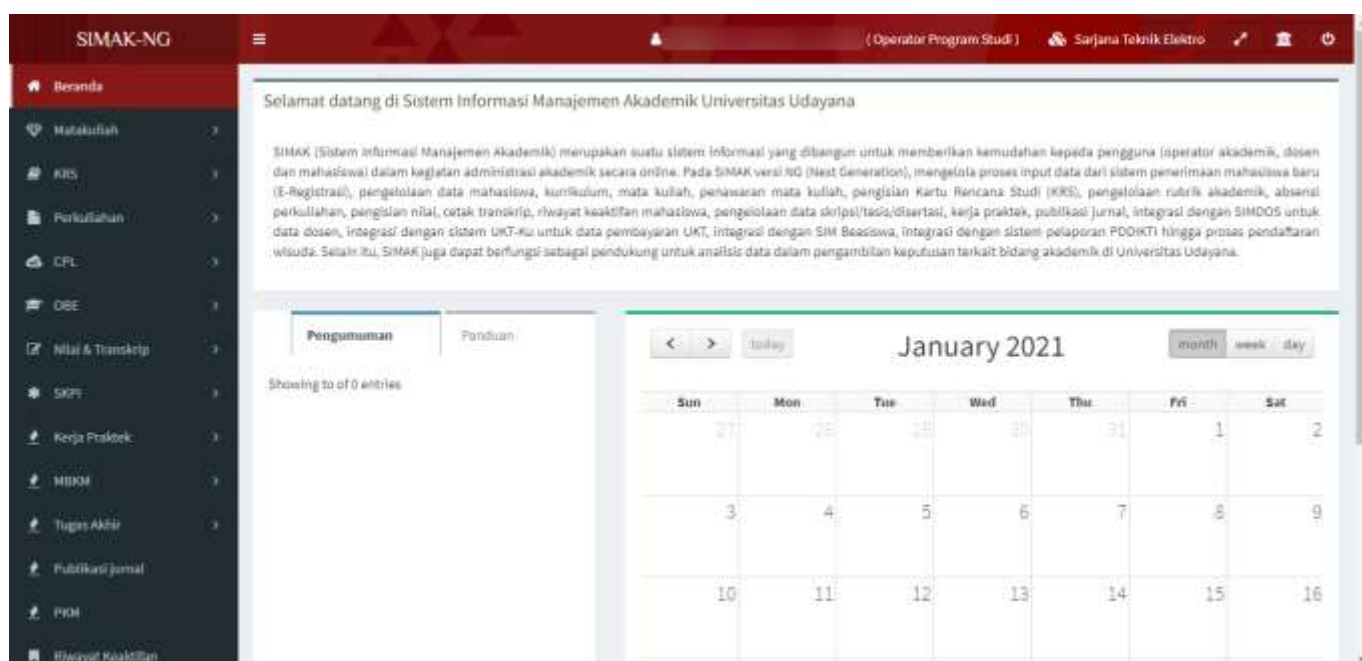 SIMAK-NG
( Operator Program Studi )
Sarjana Teknik Elektro
Beranda
Matakuliah
KRS
Perkuliahan
CPL
OBE
Nilai & Transkrip
SKPI
Kerja Praktek
MBKM
Tugas Akhir
Publikasi Jurnal
PKM
Riwayat Keaktifan
Selamat datang di Sistem Informasi Manajemen Akademik Universitas Udayana
SIMAK (Sistem Informasi Manajemen Akademik) merupakan suatu sistem informasi yang dibangun untuk memberikan kemudahan kepada pengguna (operator akademik, dosen
dan mahasiswa) dalam kegiatan administrasi akademik secara online. Pada SIMAK versi NG (Next Generation), mengelola proses input data dari sistem penerimaan mahasiswa baru
(E-Registrasi), pengelolaan data mahasiswa, kurrikulum, mata kuliah, penawaran mata kuliah, pengisian Kartu Rencana Studi (KRS), pengelolaan rubrik akademik, absensi
perkuliahan, pengisian nilai, cetak transkrip, riwayat keaktifan mahasiswa, pengelolaan data skripsi/tesis/disertasi, kerja praktek, publikasi jurnal, integrasi dengan SIMDOS untuk
data dosen, integrasi dengan sistem UKT-Ku untuk data pembayaran UKT, integrasi dengan SIM Beasiswa, integrasi dengan sistem pelaporan PDDIKTI hingga proses pendaftaran
wisuda. Selain itu, SIMAK juga dapat berfungsi sebagai pendukung untuk analisis data dalam pengambilan keputusan terkait bidang akademik di Universitas Udayana.
Pengumuman
Panduan
Showing to of 0 entries
< > today
January 2021
month week day
Sun Mon Tue Wed Thu Fri Sat
27 28 29 30 31 1 2
3 4 5 6 7 8 9
10 11 12 13 14 15 16